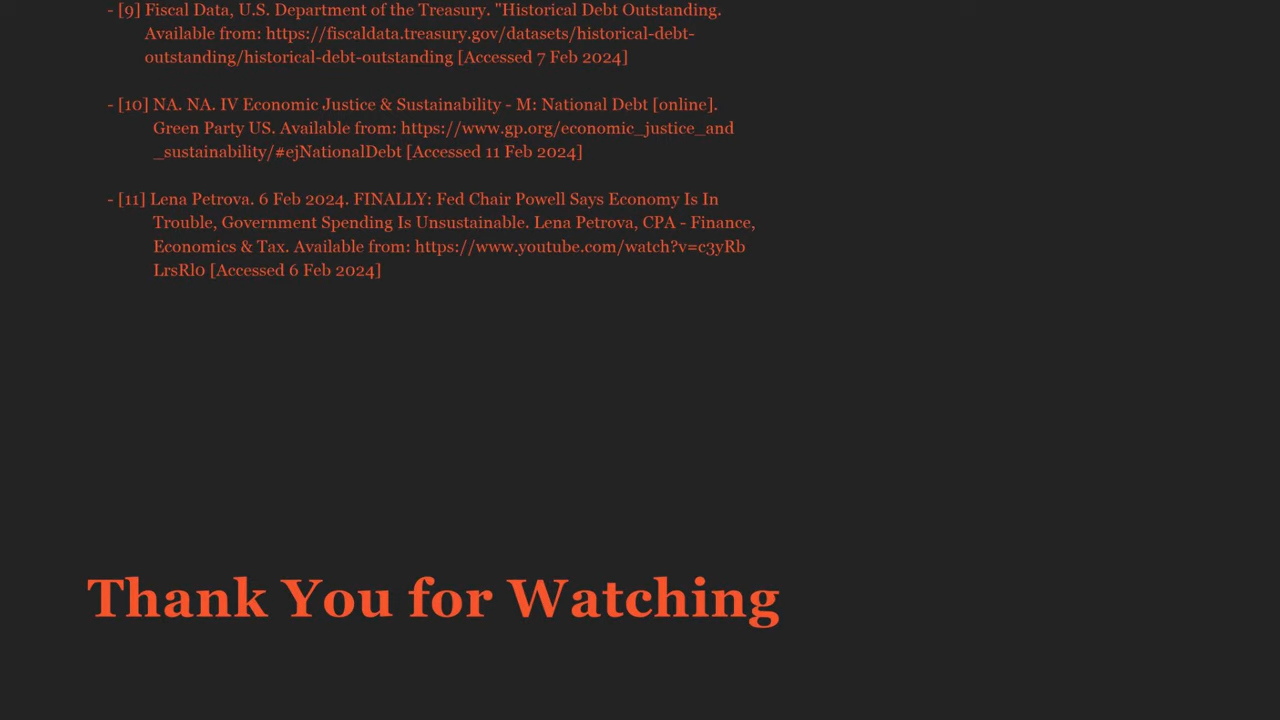 - [9] Fiscal Data, U.S. Department of the Treasury. "Historical Debt Outstanding.
Available from: https://fiscaldata.treasury.gov/datasets/historical-debt-
outstanding/historical-debt-outstanding [Accessed 7 Feb 2024]
- [10] NA. NA. IV Economic Justice & Sustainability - M: National Debt [online].
Green Party US. Available from: https://www.gp.org/economic_justice_and
_sustainability/#ejNationalDebt [Accessed 11 Feb 2024]
- [11] Lena Petrova. 6 Feb 2024. FINALLY: Fed Chair Powell Says Economy Is In
Trouble, Government Spending Is Unsustainable. Lena Petrova, CPA - Finance,
Economics & Tax. Available from: https://www.youtube.com/watch?v=c3yRb
LrsRl0 [Accessed 6 Feb 2024]
Thank You for Watching